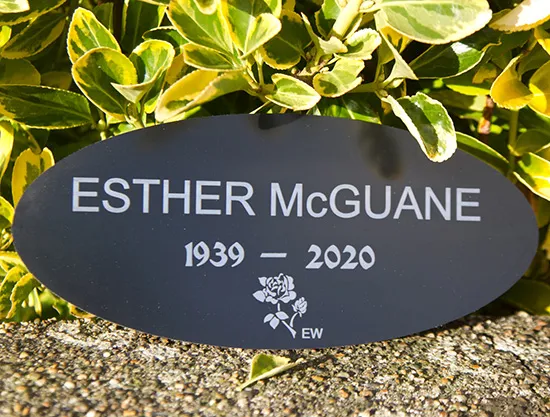 ESTHER McGUANE
1939 — 2020
EW